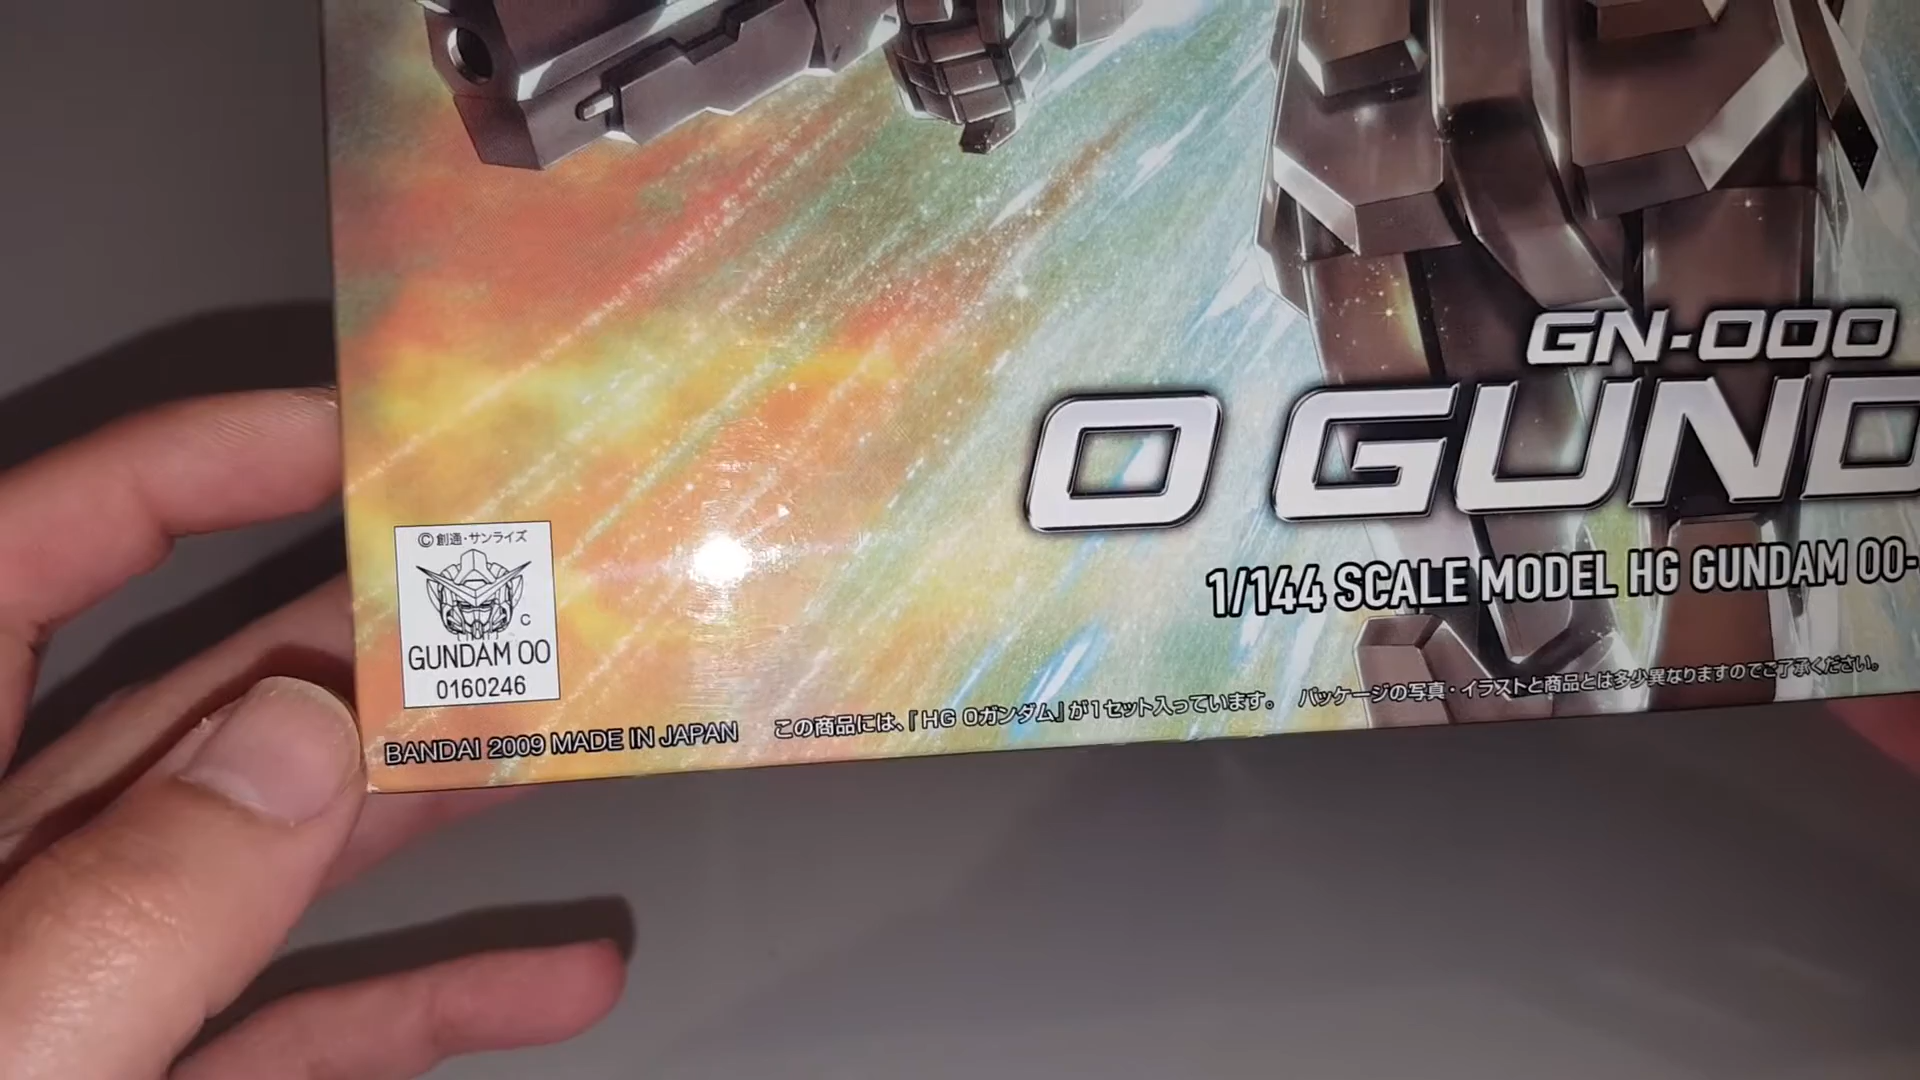 GN-000
O GUND
1/144 SCALE MODEL HG GUNDAM 00-
©創通・サンライズ
C
GUNDAM 00
0160246
BANDAI 2009 MADE IN JAPAN
この商品には、『HG Oガンダム』が1セット入っています。 パッケージの写真・イラストと商品とは多少異なりますのでご了承ください。